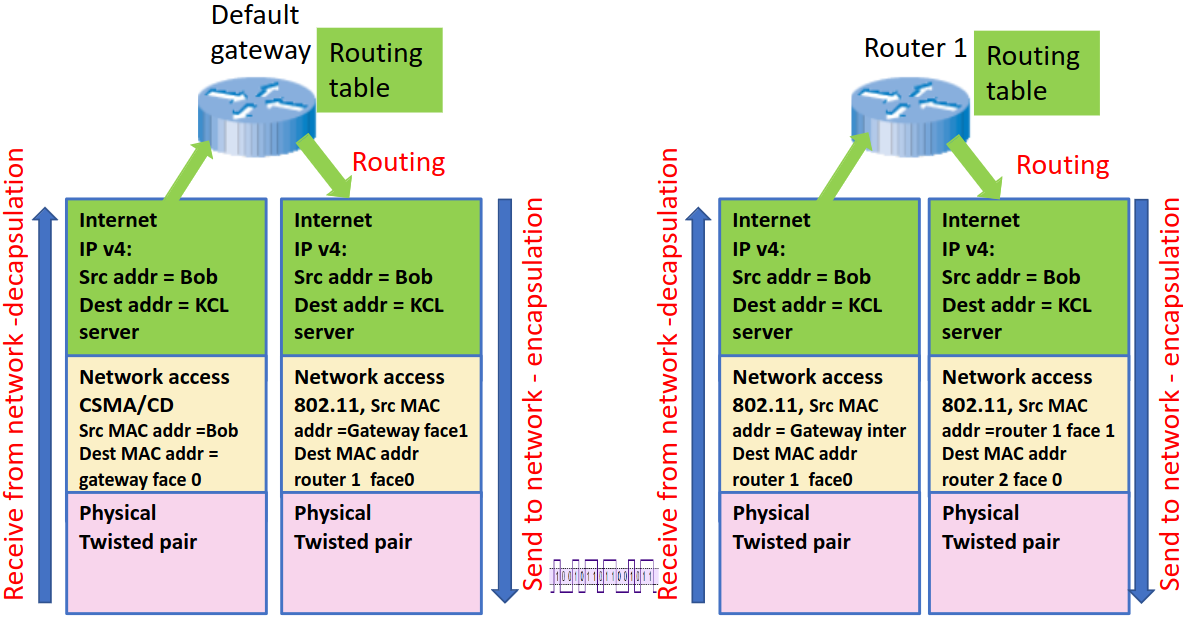 Default
gateway
Routing
table
Routing
Receive from network -decapsulation
Internet
IP v4:
Src addr = Bob
Dest addr = KCL
server
Network access
CSMA/CD
Src MAC addr =Bob
Dest MAC addr =
gateway face 0
Physical
Twisted pair
Internet
IP v4:
Src addr = Bob
Dest addr = KCL
server
Network access
802.11, Src MAC
addr =Gateway face1
Dest MAC addr
router 1 face0
Physical
Twisted pair
Send to network - encapsulation
Router 1
Routing
table
Routing
Receive from network -decapsulation
Internet
IP v4:
Src addr = Bob
Dest addr = KCL
server
Network access
802.11, Src MAC
addr = Gateway inter
Dest MAC addr
router 1 face0
Physical
Twisted pair
Internet
IP v4:
Src addr = Bob
Dest addr = KCL
server
Network access
802.11, Src MAC
addr =router 1 face 1
Dest MAC addr
router 2 face 0
Physical
Twisted pair
Send to network - encapsulation